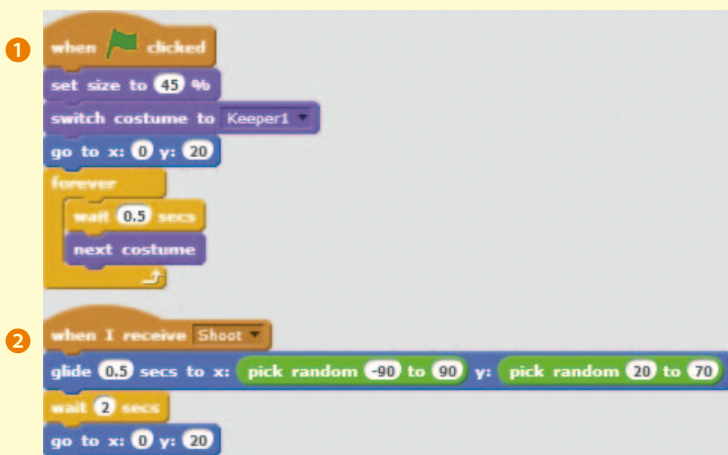 1
when clicked
set size to 45 %
switch costume to Keeper1
go to x: 0 y: 20
forever
wait 0.5 secs
next costume
2
when I receive Shoot
glide 0.5 secs to x: pick random -90 to 90 y: pick random 20 to 70
wait 2 secs
go to x: 0 y: 20